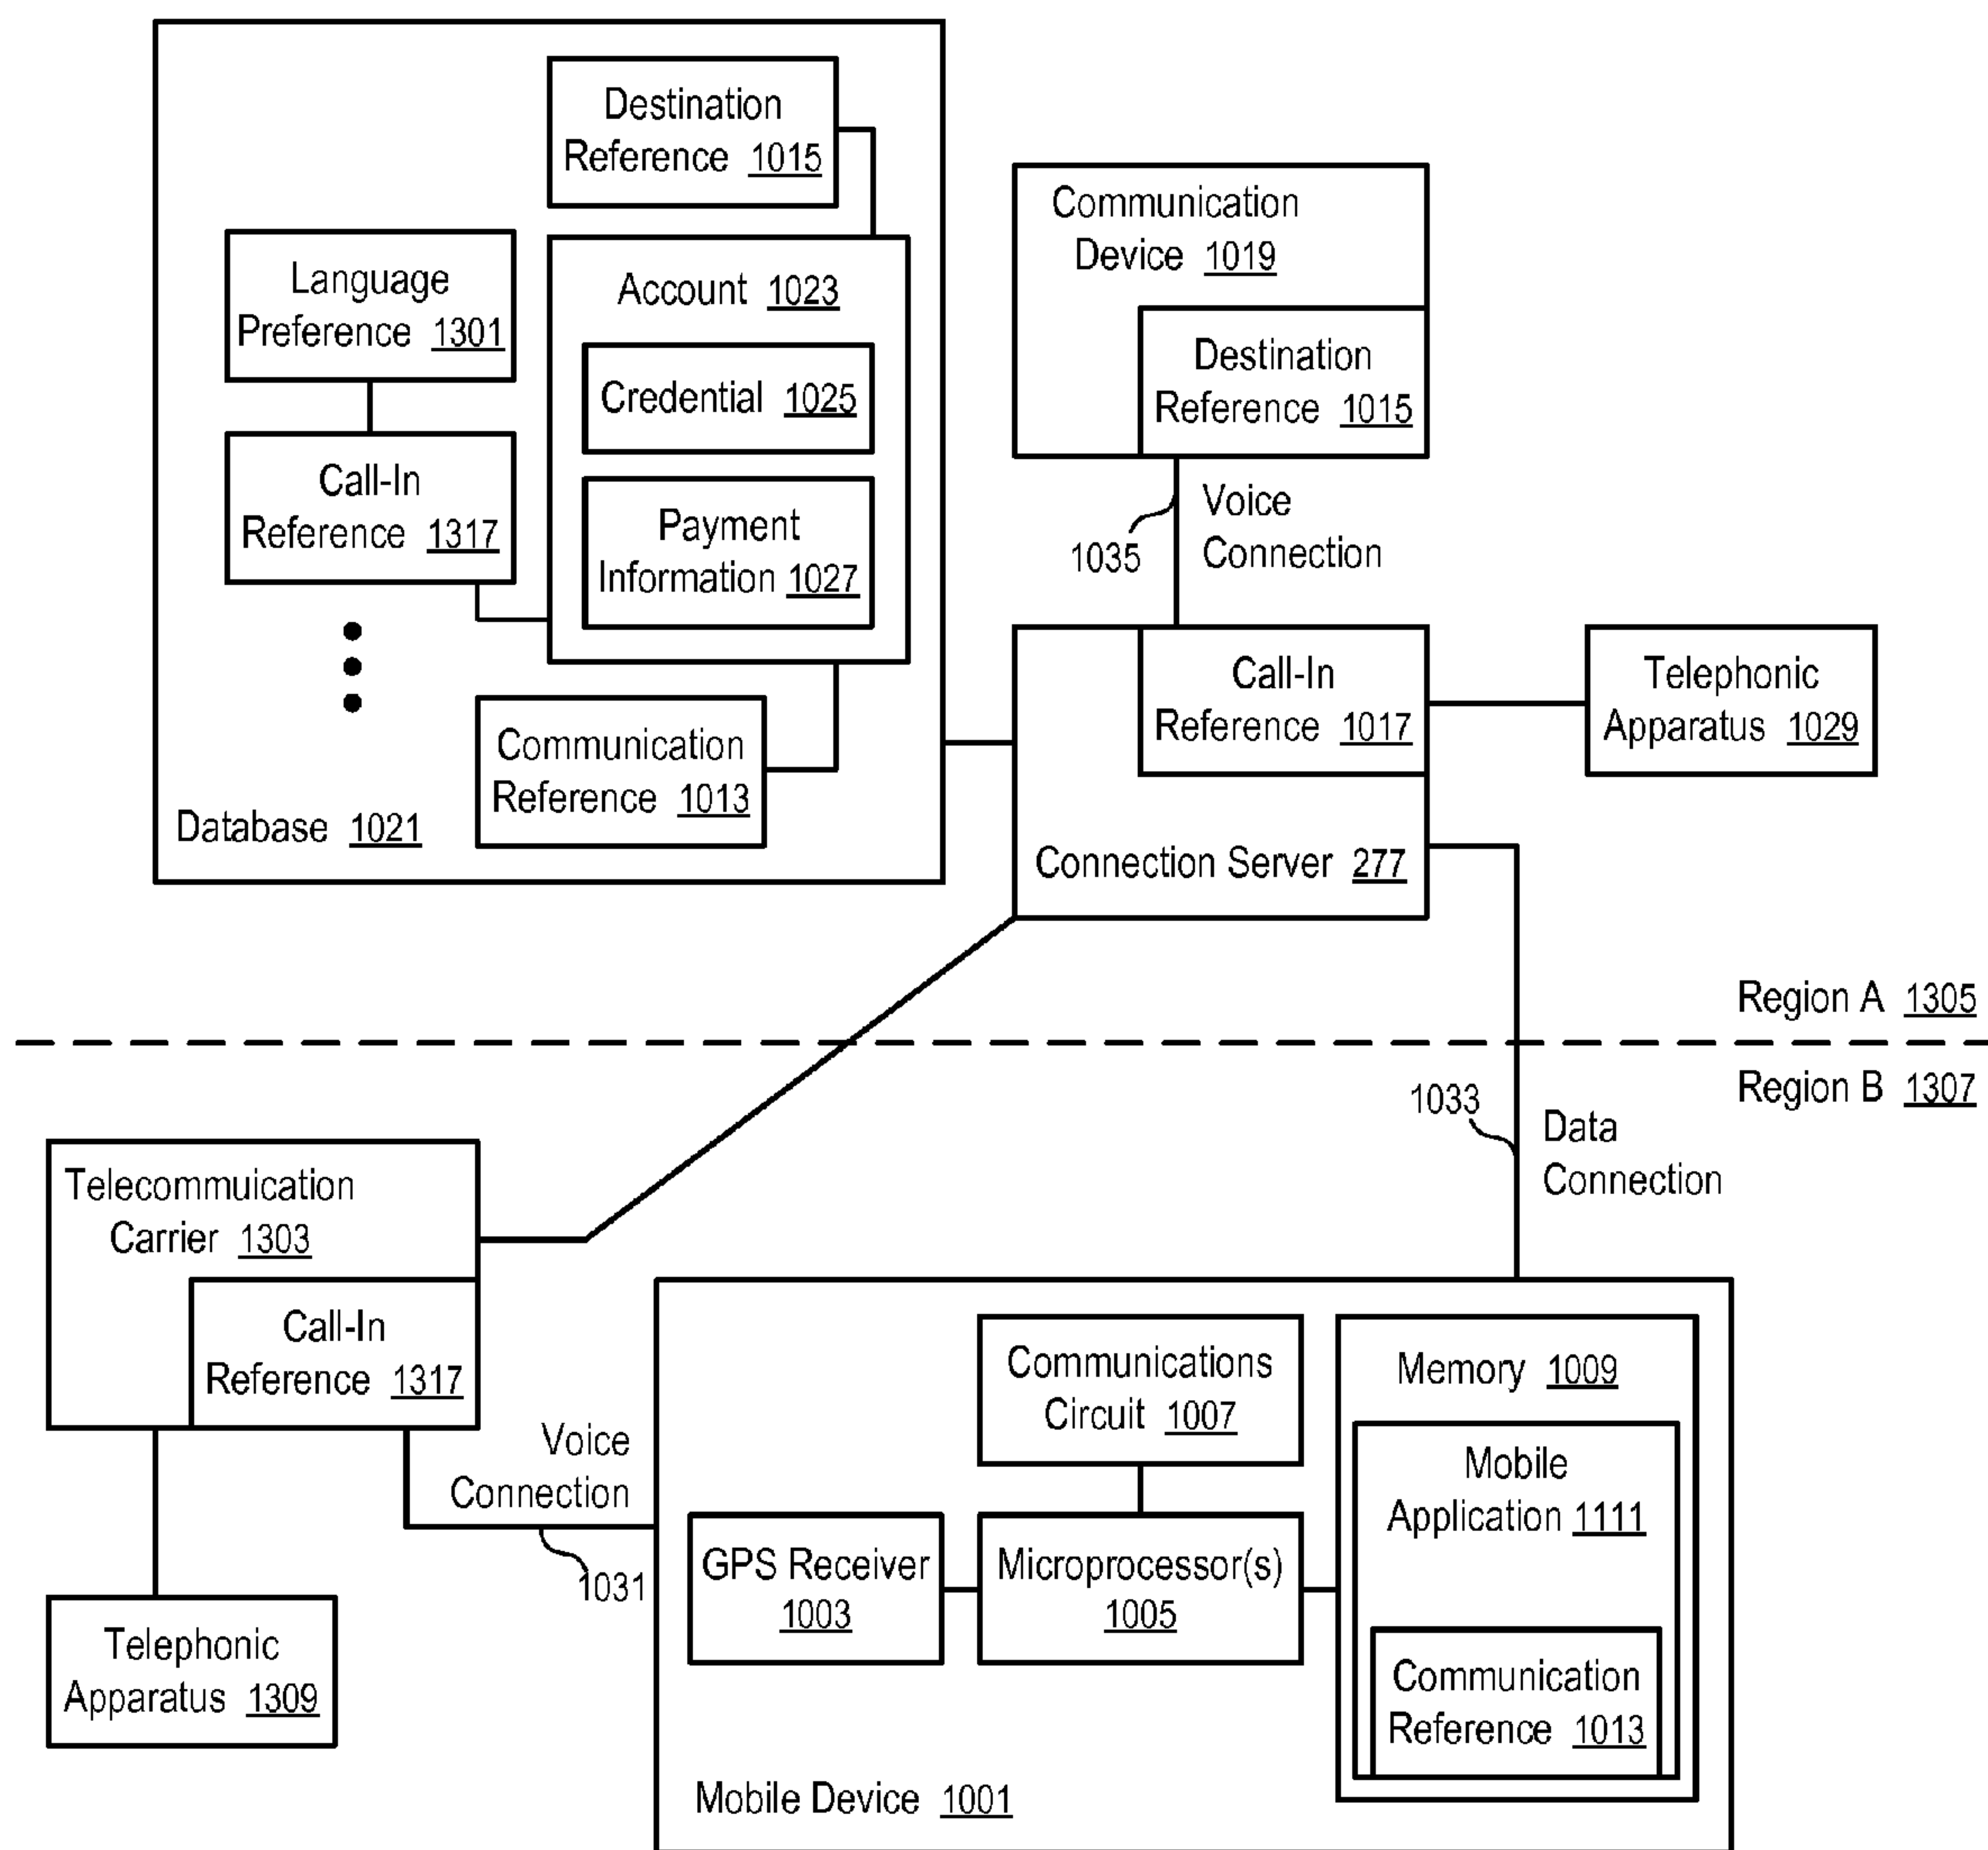 Destination
Reference 1015
Language
Preference 1301
Account 1023
Credential 1025
Call-In
Reference 1317
Payment
Information 1027
Communication
Reference 1013
Database 1021
Communication
Device 1019
Destination
Reference 1015
1035
Voice
Connection
Call-In
Reference 1017
Connection Server 277
Telephonic
Apparatus 1029
Region A 1305
Region B 1307
1033
Data
Connection
Telecommuication
Carrier 1303
Call-In
Reference 1317
Voice
Connection
1031
Telephonic
Apparatus 1309
Communications
Circuit 1007
Memory 1009
Mobile
Application 1111
GPS Receiver
1003
Microprocessor(s)
1005
Communication
Reference 1013
Mobile Device 1001